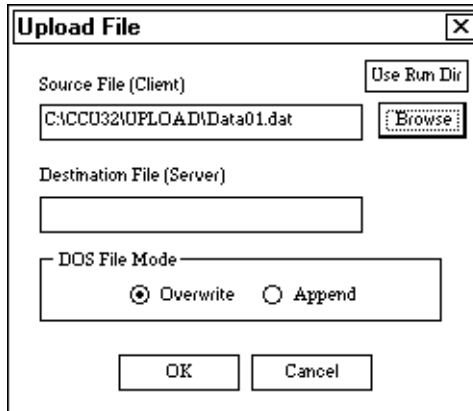 Upload File
Use Run Dir
Source File (Client)
C:\CCU32\UPLOAD\Data01.dat
Browse
Destination File (Server)
DOS File Mode
Overwrite Append
OK Cancel